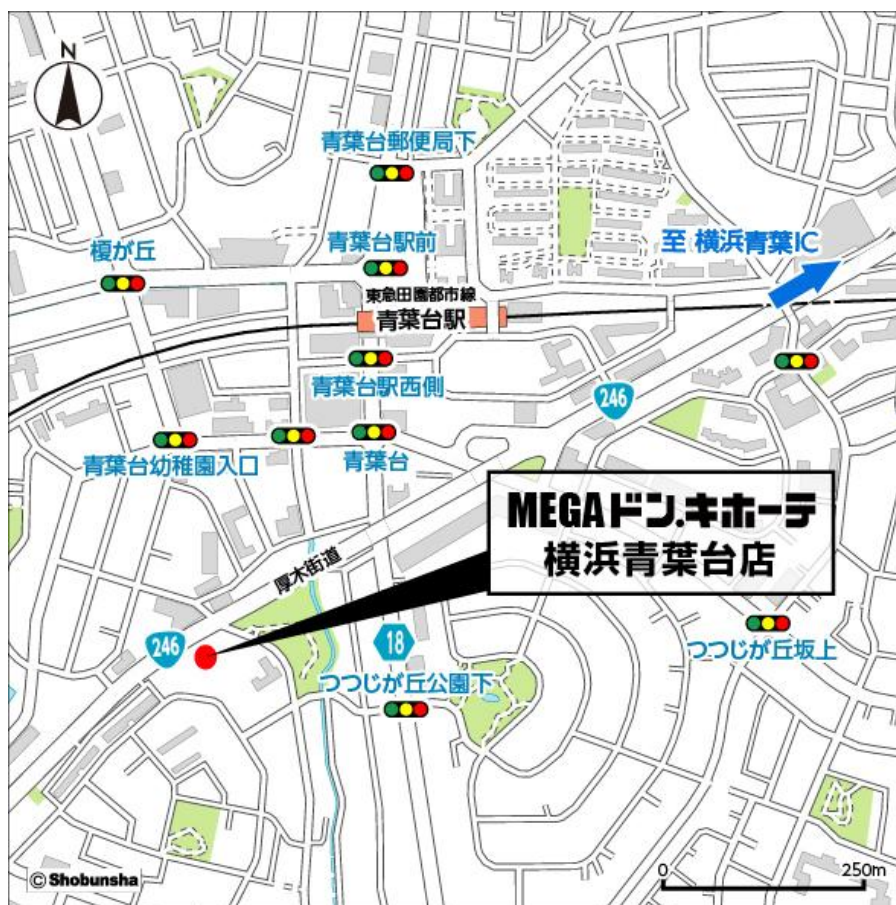 N
青葉台郵便局下
榎が丘
青葉台駅前
至 横浜青葉IC
東急田園都市線
青葉台駅
青葉台駅西側
246
青葉台幼稚園入口
青葉台
MEGAドン.キホーテ
横浜青葉台店
厚木街道
246
18
つつじが丘坂上
つつじが丘公園下
© Shobunsha
0 250m